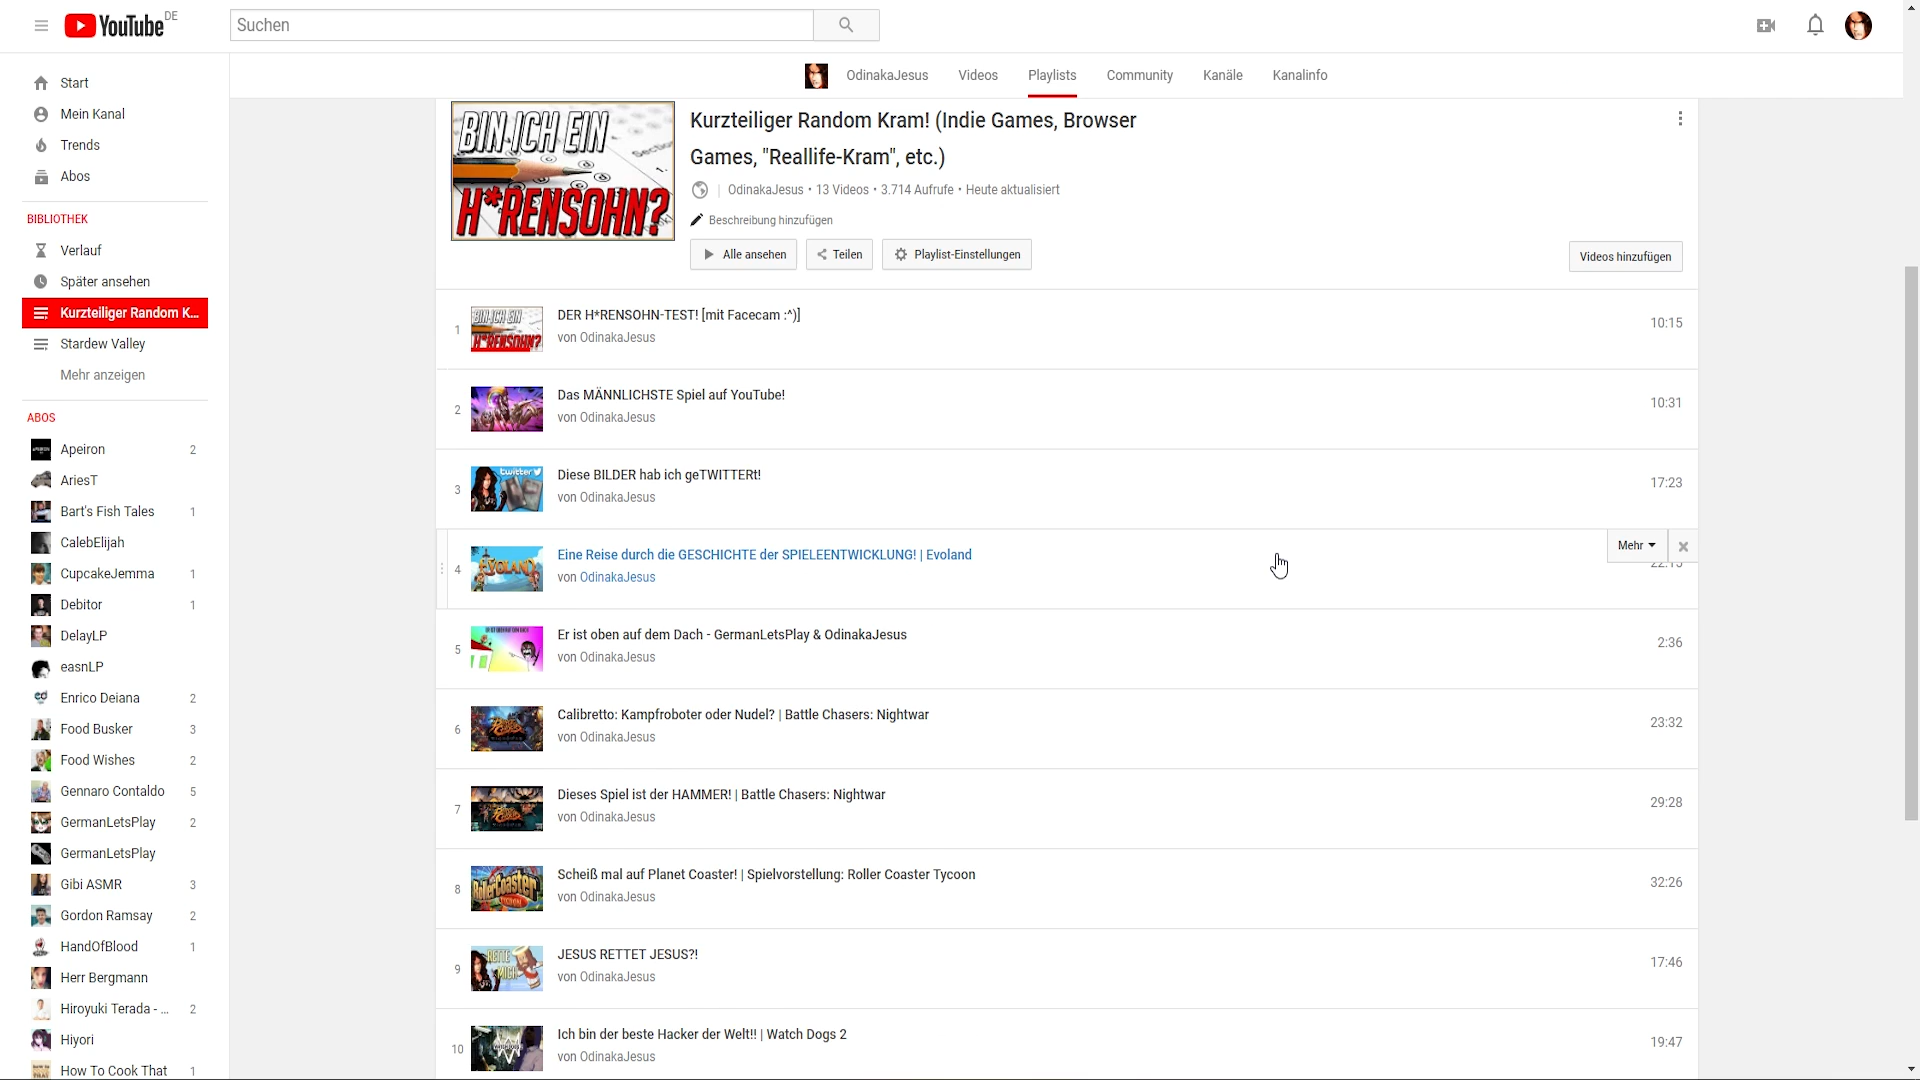 YouTube DE
Suchen
OdinakaJesus Videos Playlists Community Kanäle Kanalinfo
Start
Mein Kanal
Trends
Abos
BIBLIOTHEK
Verlauf
Später ansehen
Kurzteiliger Random K...
Stardew Valley
Mehr anzeigen
ABOS
Apeiron 2
AriesT
Bart's Fish Tales 1
CalebElijah
CupcakeJemma 1
Debitor 1
DelayLP
easnLP
Enrico Deiana 2
Food Busker 3
Food Wishes 2
Gennaro Contaldo 5
GermanLetsPlay 2
GermanLetsPlay
Gibi ASMR 3
Gordon Ramsay 2
HandOfBlood 1
Herr Bergmann
Hiroyuki Terada - ... 2
Hiyori
How To Cook That 1
BIN ICH EIN
H*RENSOHN?
Kurzteiliger Random Kram! (Indie Games, Browser
Games, "Reallife-Kram", etc.)
OdinakaJesus • 13 Videos • 3.714 Aufrufe • Heute aktualisiert
Beschreibung hinzufügen
Alle ansehen Teilen Playlist-Einstellungen
Videos hinzufügen
1 BIN ICH EIN H*RENSOHN? DER H*RENSOHN-TEST! [mit Facecam :^)] 10:15
von OdinakaJesus
2 Das MÄNNLICHSTE Spiel auf YouTube! 10:31
von OdinakaJesus
3 twitter Diese BILDER hab ich geTWITTERt! 17:23
von OdinakaJesus
4 EVOLAND Eine Reise durch die GESCHICHTE der SPIELEENTWICKLUNG! | Evoland Mehr
von OdinakaJesus
5 Er ist oben auf dem Dach - GermanLetsPlay & OdinakaJesus 2:36
von OdinakaJesus
6 Calibretto: Kampfroboter oder Nudel? | Battle Chasers: Nightwar 23:32
von OdinakaJesus
7 Dieses Spiel ist der HAMMER! | Battle Chasers: Nightwar 29:28
von OdinakaJesus
8 RollerCoaster TYCOON Scheiß mal auf Planet Coaster! | Spielvorstellung: Roller Coaster Tycoon 32:26
von OdinakaJesus
9 RETTE MICH JESUS RETTET JESUS?! 17:46
von OdinakaJesus
10 Ich bin der beste Hacker der Welt!! | Watch Dogs 2 19:47
von OdinakaJesus